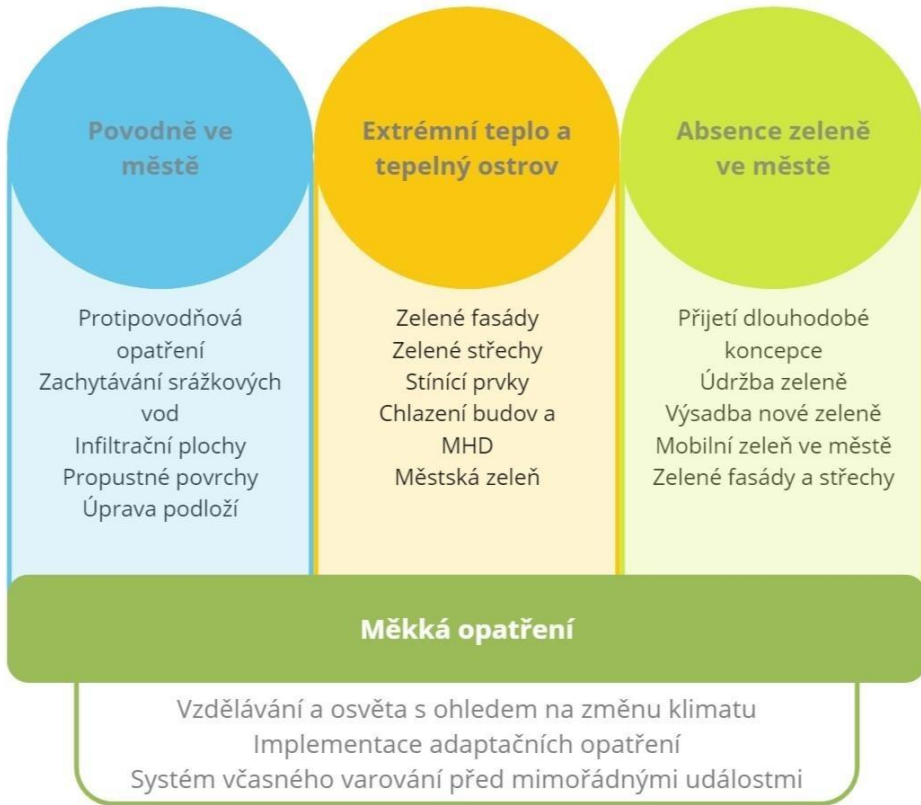 Povodně ve
městě
Protipovodňová
opatření
Zachytávání srážkových
vod
Infiltrační plochy
Propustné povrchy
Úprava podloží
Extrémní teplo a
tepelný ostrov
Zelené fasády
Zelené střechy
Stínící prvky
Chlazení budov a
MHD
Městská zeleň
Absence zeleně
ve městě
Přijetí dlouhodobé
koncepce
Údržba zeleně
Výsadba nové zeleně
Mobilní zeleň ve městě
Zelené fasády a střechy
Měkká opatření
Vzdělávání a osvěta s ohledem na změnu klimatu
Implementace adaptačních opatření
Systém včasného varování před mimořádnými událostmi